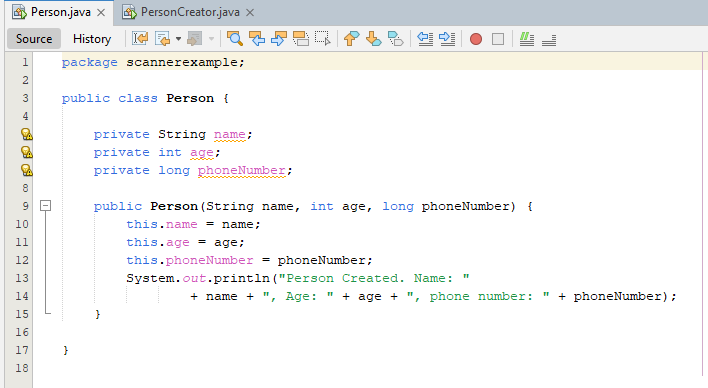 Person.java PersonCreator.java
Source History
1 package scannerexample;
2
3 public class Person {
4
private String name;
private int age;
private long phoneNumber;
8
9 public Person(String name, int age, long phoneNumber) {
10 this.name = name;
11 this.age = age;
12 this.phoneNumber = phoneNumber;
13 System.out.println("Person Created. Name: "
14 + name + ", Age: " + age + ", phone number: " + phoneNumber);
15 }
16
17 }
18